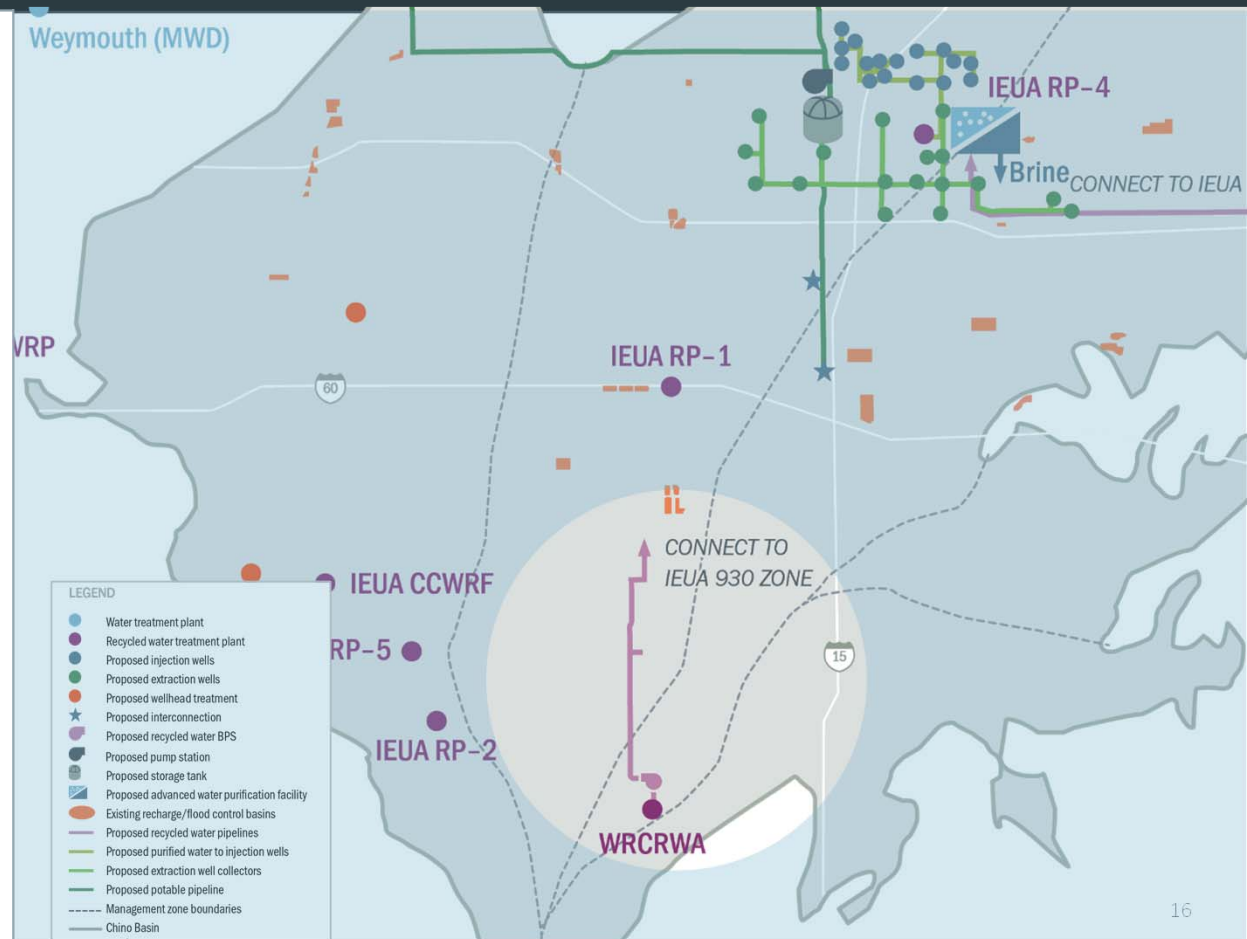 Weymouth (MWD)
IEUA RP-4
Brine
CONNECT TO IEUA
VRP
IEUA RP-1
60
CONNECT TO
IEUA 930 ZONE
IEUA CCWRF
RP-5
15
IEUA RP-2
WRCRWA
LEGEND
Water treatment plant
Recycled water treatment plant
Proposed injection wells
Proposed extraction wells
Proposed wellhead treatment
Proposed interconnection
Proposed recycled water BPS
Proposed pump station
Proposed storage tank
Proposed advanced water purification facility
Existing recharge/flood control basins
Proposed recycled water pipelines
Proposed purified water to injection wells
Proposed extraction well collectors
Proposed potable pipeline
Management zone boundaries
Chino Basin
16